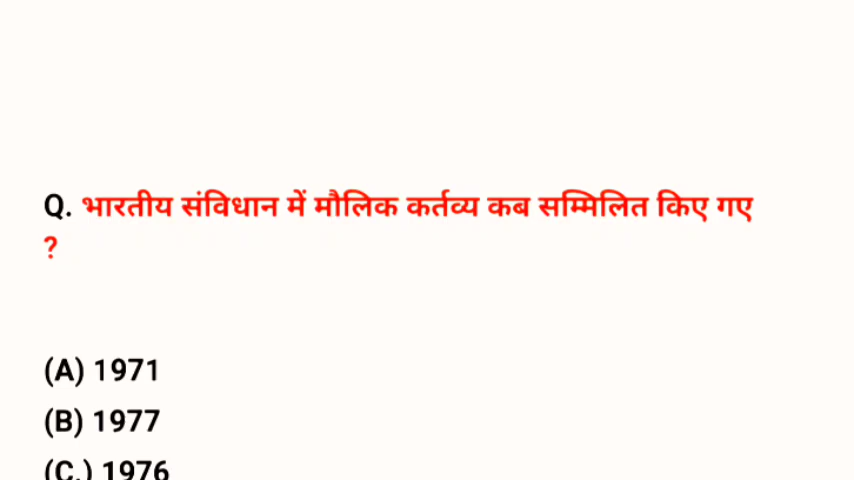 Q. भारतीय संविधान में मौलिक कर्तव्य कब सम्मिलित किए गए
?
(A) 1971
(B) 1977
(C.) 1976